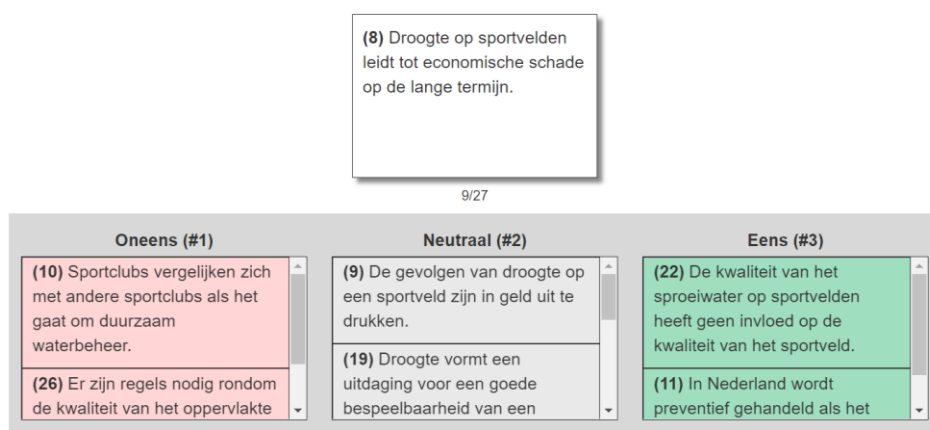 (8) Droogte op sportvelden
leidt tot economische schade
op de lange termijn.
9/27
Oneens (#1)
(10) Sportclubs vergelijken zich
met andere sportclubs als het
gaat om duurzaam
waterbeheer.
(26) Er zijn regels nodig rondom
de kwaliteit van het oppervlakte
Neutraal (#2)
(9) De gevolgen van droogte op
een sportveld zijn in geld uit te
drukken.
(19) Droogte vormt een
uitdaging voor een goede
bespeelbaarheid van een
Eens (#3)
(22) De kwaliteit van het
sproeiwater op sportvelden
heeft geen invloed op de
kwaliteit van het sportveld.
(11) In Nederland wordt
preventief gehandeld als het